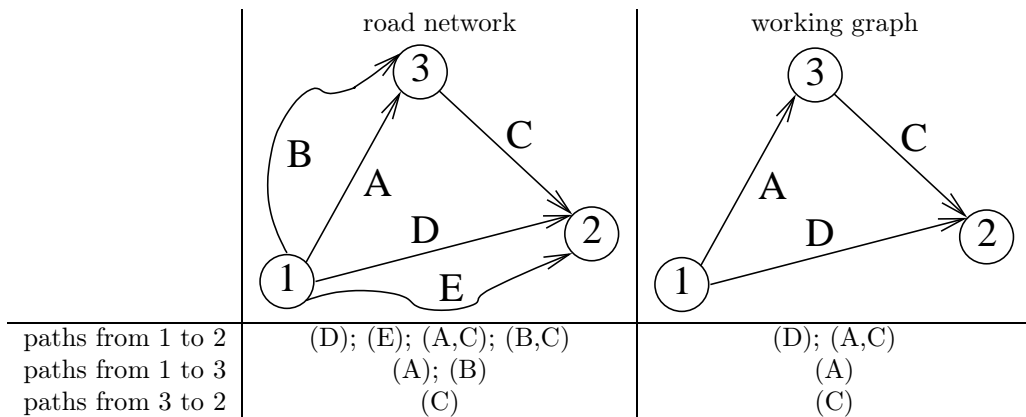 road network working graph
3 3
B C C
A A
D D
2 2
1 1
E
paths from 1 to 2 (D); (E); (A,C); (B,C) (D); (A,C)
paths from 1 to 3 (A); (B) (A)
paths from 3 to 2 (C) (C)